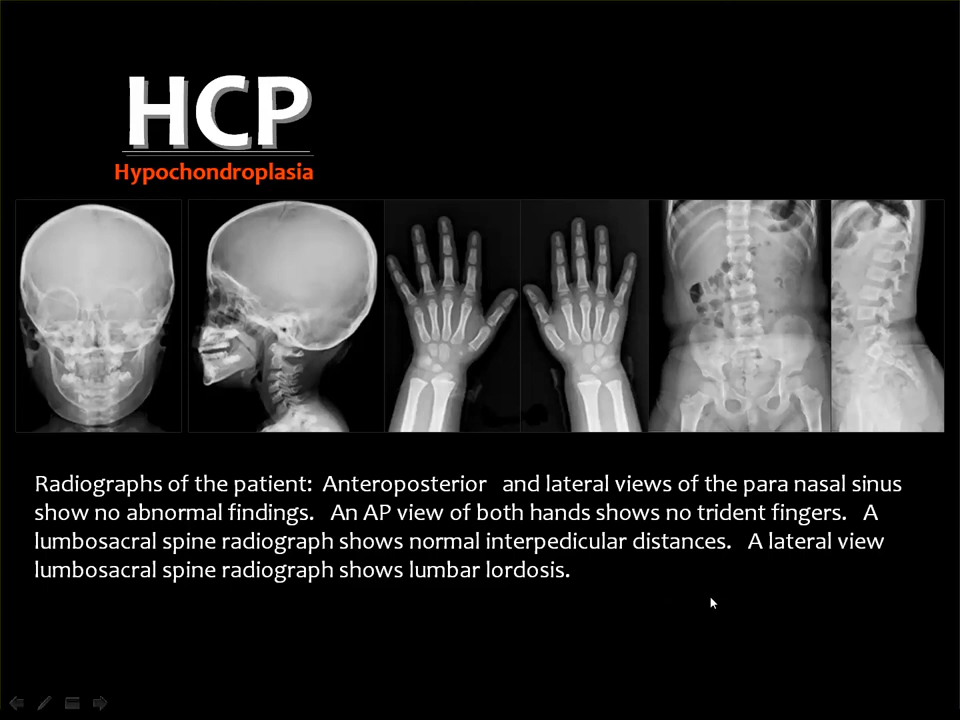 HCP
Hypochondroplasia
Radiographs of the patient: Anteroposterior and lateral views of the para nasal sinus
show no abnormal findings. An AP view of both hands shows no trident fingers. A
lumbosacral spine radiograph shows normal interpedicular distances. A lateral view
lumbosacral spine radiograph shows lumbar lordosis.